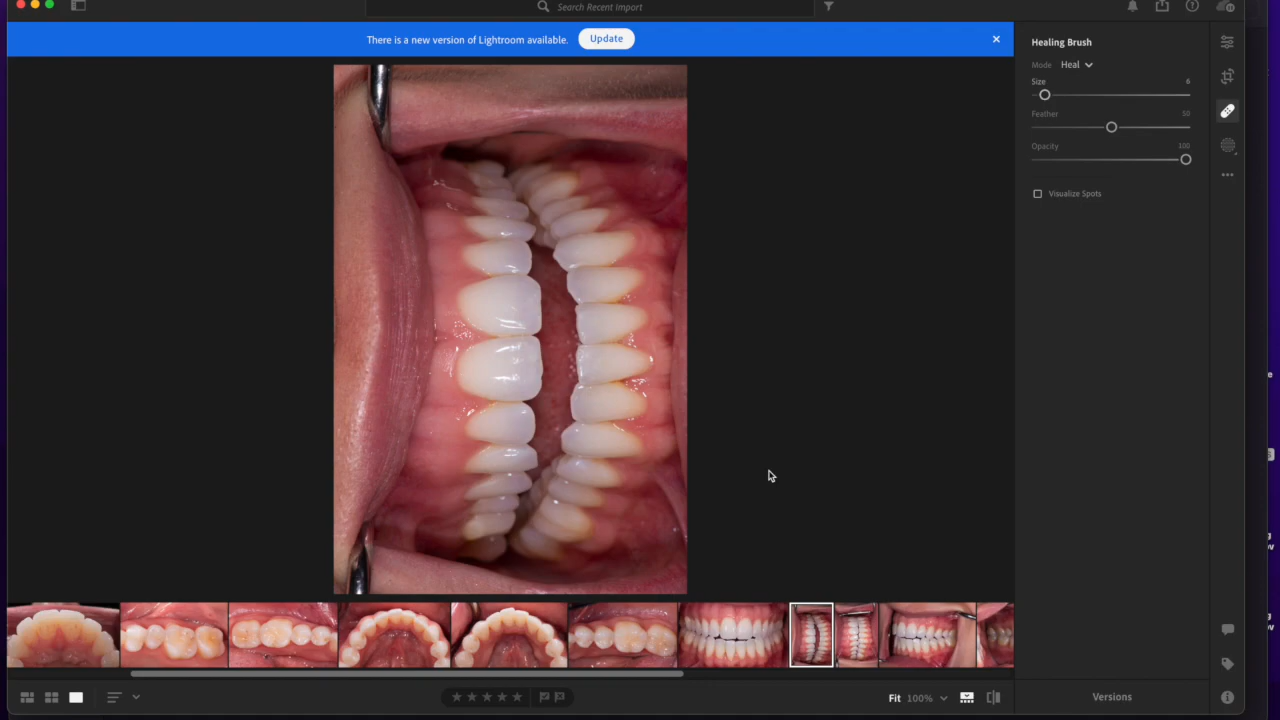 Search Recent Import
There is a new version of Lightroom available. Update
Healing Brush
Mode Heal
Size 6
Feather 50
Opacity 100
Visualize Spots
Fit 100%
Versions